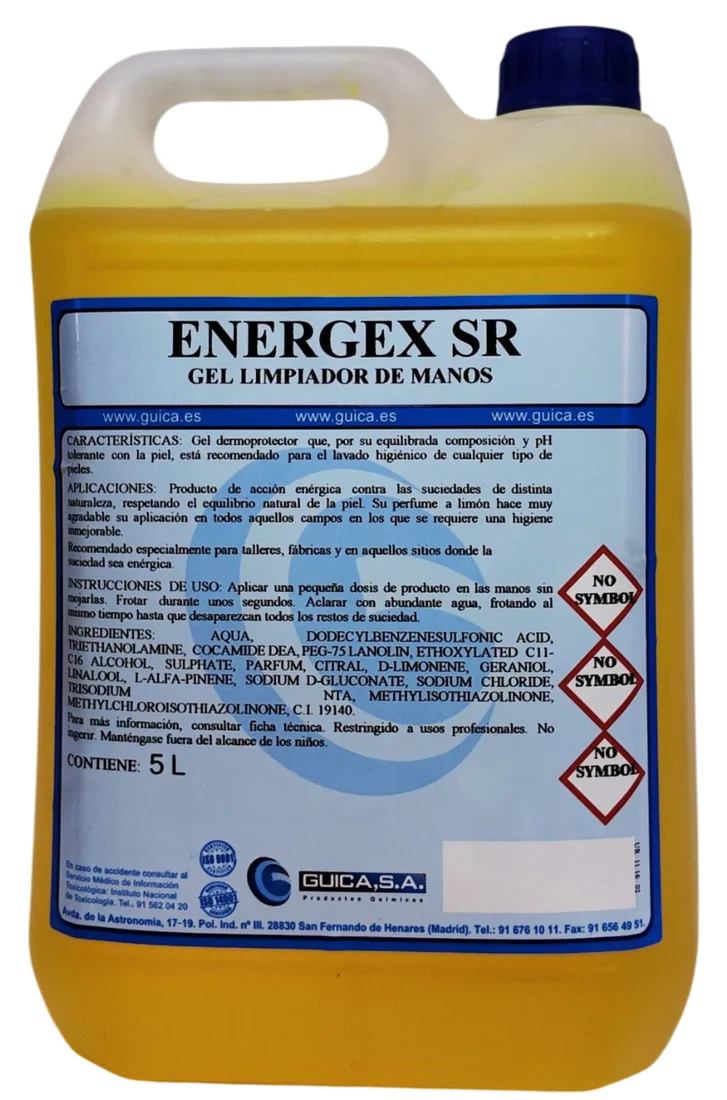 ENERGEX SR
GEL LIMPIADOR DE MANOS
www.guica.es www.guica.es www.guica.es
CARACTERÍSTICAS: Gel dermoprotector que, por su equilibrada composición y pH
tolerante con la piel, está recomendado para el lavado higiénico de cualquier tipo de
pieles.
APLICACIONES: Producto de acción enérgica contra las suciedades de distinta
naturaleza, respetando el equilibrio natural de la piel. Su perfume a limón hace muy
agradable su aplicación en todos aquellos campos en los que se requiere una higiene
inmejorable.
Recomendado especialmente para talleres, fábricas y en aquellos sitios donde la
suciedad sea enérgica.
INSTRUCCIONES DE USO: Aplicar una pequeña dosis de producto en las manos sin
mojarlas. Frotar durante unos segundos. Aclarar con abundante agua, frotando al
mismo tiempo hasta que desaparezcan todos los restos de suciedad.
INGREDIENTES: AQUA, DODECYLBENZENESULFONIC ACID,
TRIETHANOLAMINE, COCAMIDE DEA, PEG-75 LANOLIN, ETHOXYLATED C11-
C16 ALCOHOL, SULPHATE, PARFUM, CITRAL, D-LIMONENE, GERANIOL,
LINALOOL, L-ALFA-PINENE, SODIUM D-GLUCONATE, SODIUM CHLORIDE,
TRISODIUM NTA, METHYLISOTHIAZOLINONE,
METHYLCHLOROISOTHIAZOLINONE, C.I. 19140.
Para más información, consultar ficha técnica. Restringido a usos profesionales. No
ingerir. Manténgase fuera del alcance de los niños.
CONTIENE: 5 L
NO
SYMBOL
NO
SYMBOL
NO
SYMBOL
En caso de accidente consultar al
Servicio Médico de Información
Toxicológica: Instituto Nacional
de Toxicología. Tel.: 91 562 04 20
CERTIFIED
ISO 9001
ISO 14001
GUICA,S.A.
Productos Químicos
Avda. de la Astronomía, 17-19. Pol. Ind. nº III. 28830 San Fernando de Henares (Madrid). Tel.: 91 676 10 11. Fax: 91 656 49 51.